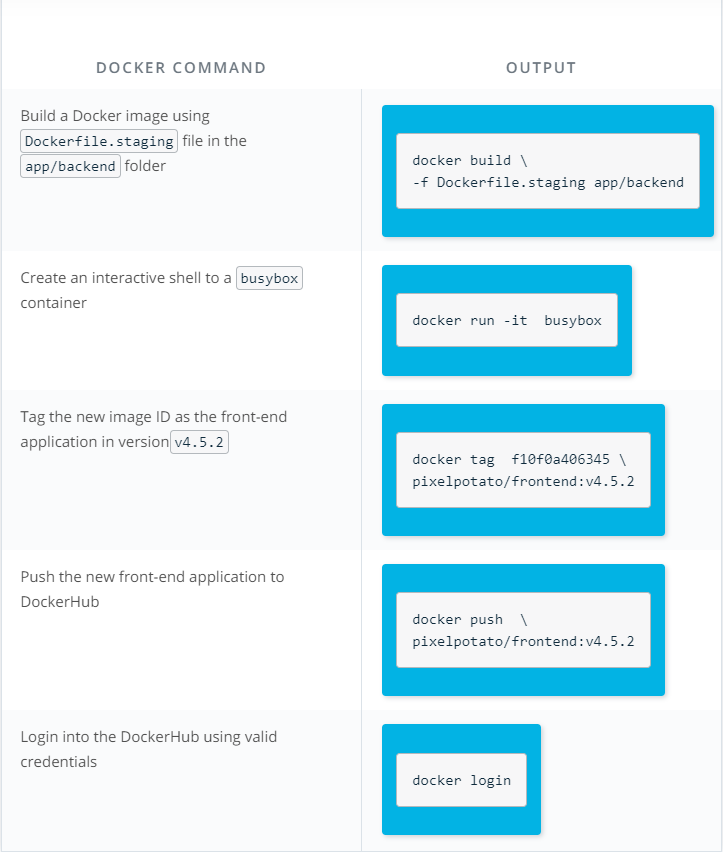 DOCKER COMMAND
OUTPUT
Build a Docker image using
Dockerfile.staging file in the
app/backend folder
docker build \
-f Dockerfile.staging app/backend
Create an interactive shell to a busybox
container
docker run -it  busybox
Tag the new image ID as the front-end
application in version v4.5.2
docker tag  f10f0a406345 \
pixelpotato/frontend:v4.5.2
Push the new front-end application to
DockerHub
docker push  \
pixelpotato/frontend:v4.5.2
Login into the DockerHub using valid
credentials
docker login